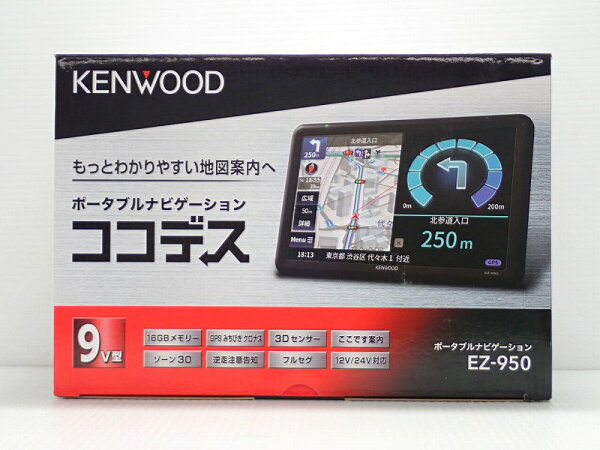 KENWOOD
もっとわかりやすい地図案内へ
ポータブルナビゲーション
ココデス
北参道入口
250m
広域
50m
詳細
Menu
18:13
東京都 渋谷区 代々木1 付近
KENWOOD
0m
200m
北参道入口
250m
GPS
9V型
16GBメモリー
GPS みちびき グロナス
3Dセンサー
ここです案内
ゾーン30
逆走注意告知
フルセグ
12V/24V対応
ポータブルナビゲーション
EZ-950